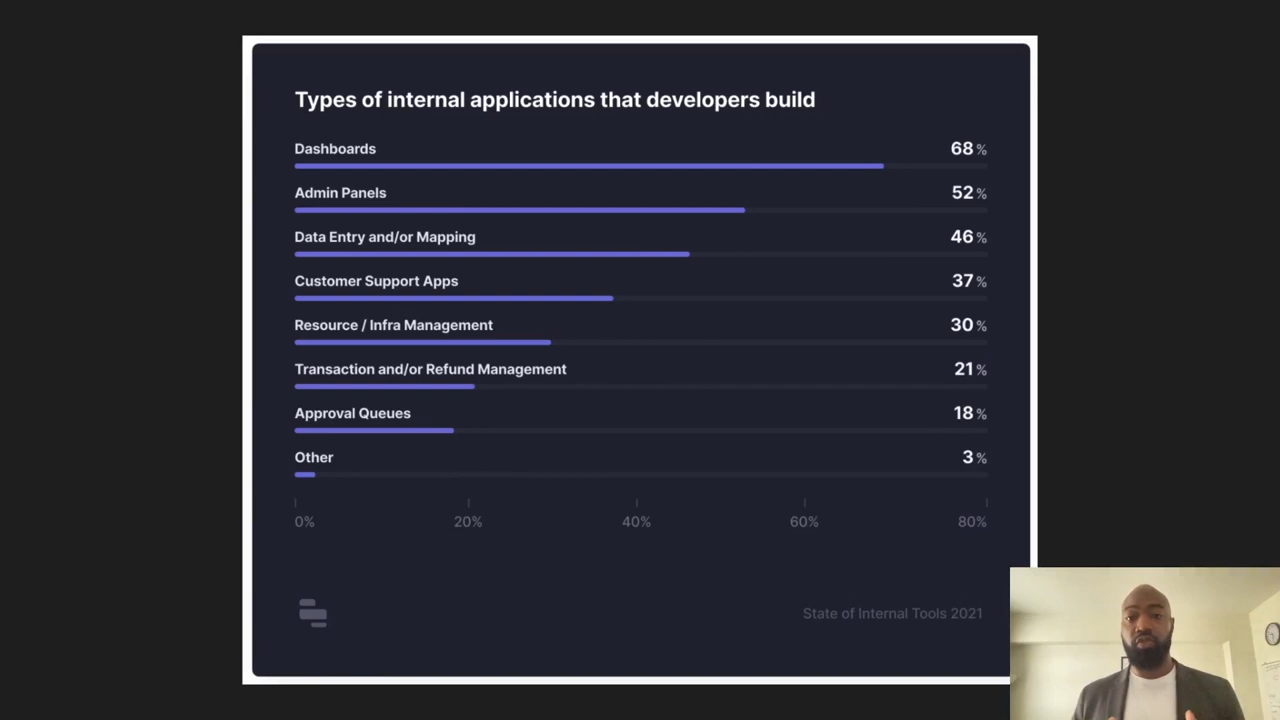 Types of internal applications that developers build
Dashboards 68%
Admin Panels 52%
Data Entry and/or Mapping 46%
Customer Support Apps 37%
Resource / Infra Management 30%
Transaction and/or Refund Management 21%
Approval Queues 18%
Other 3%
0% 20% 40% 60% 80%
State of Internal Tools 2021